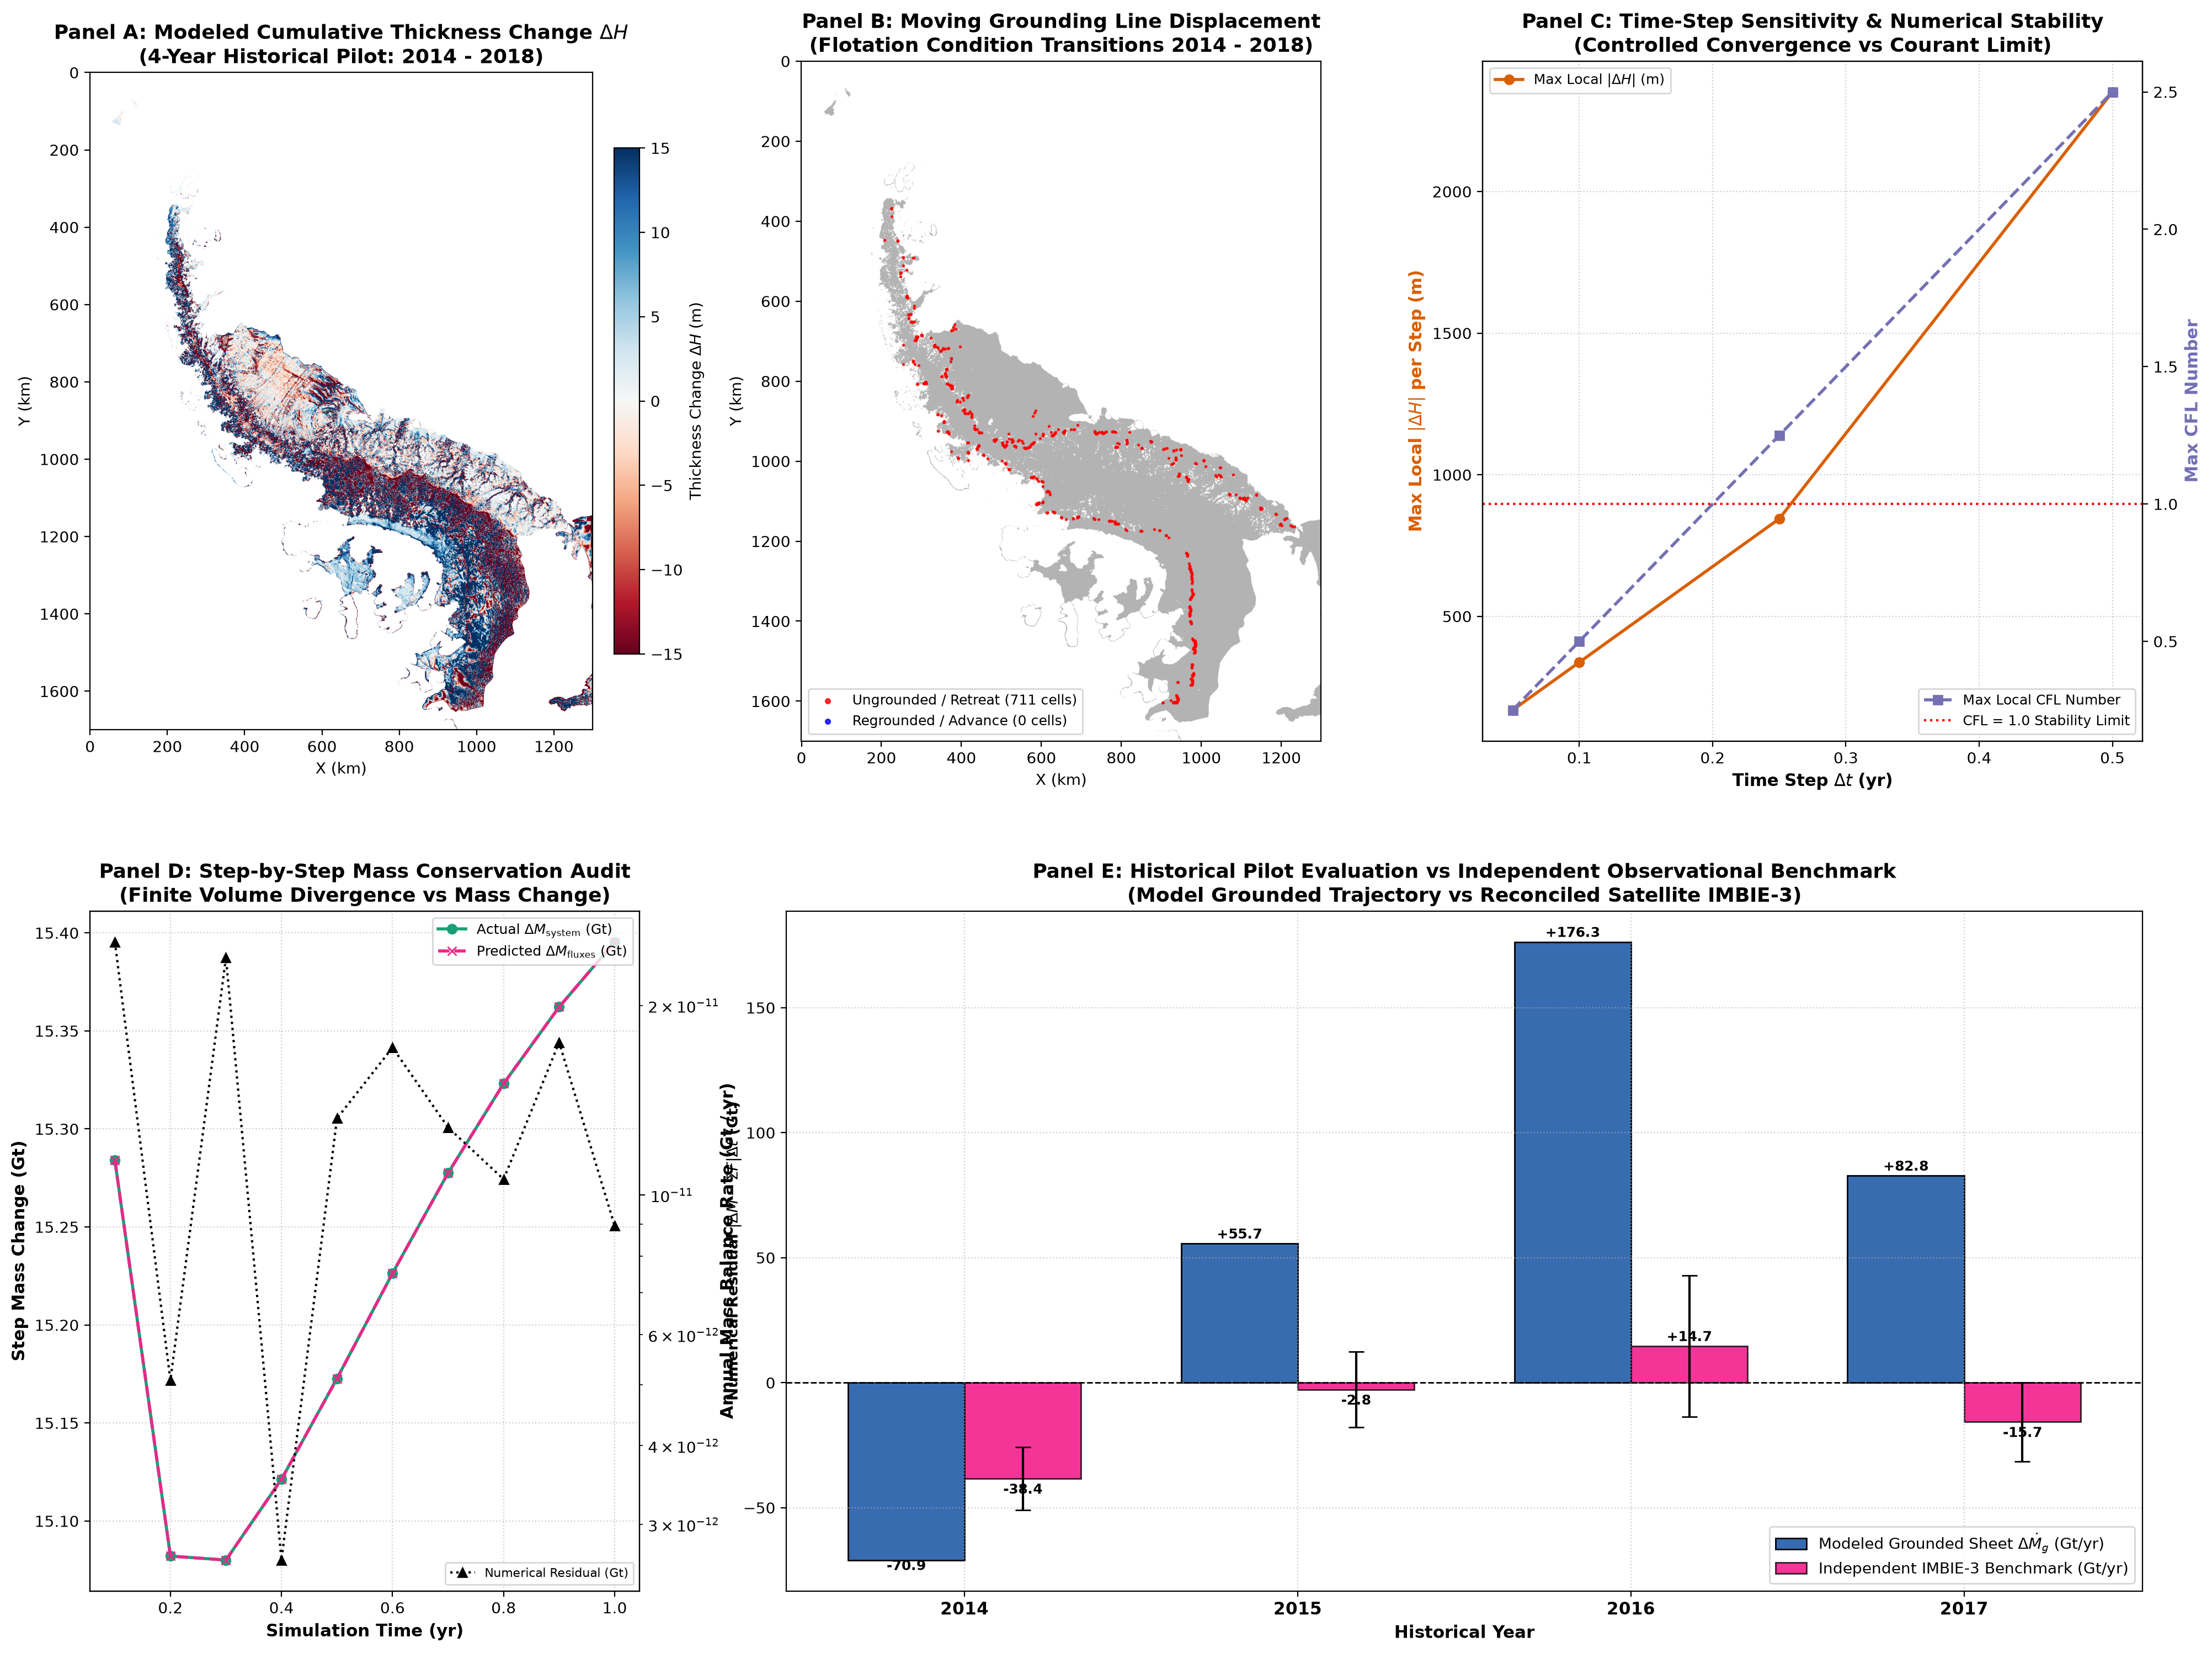 Panel A: Modeled Cumulative Thickness Change ΔH
(4-Year Historical Pilot: 2014 - 2018)
0
200
400
600
800
1000
1200
1400
1600
Y (km)
0
200
400
600
800
1000
1200
X (km)
15
10
5
0
−5
−10
−15
Thickness Change ΔH (m)
Panel B: Moving Grounding Line Displacement
(Flotation Condition Transitions 2014 - 2018)
0
200
400
600
800
1000
1200
1400
1600
Y (km)
Ungrounded / Retreat (711 cells)
Regrounded / Advance (0 cells)
0
200
400
600
800
1000
1200
X (km)
Panel C: Time-Step Sensitivity & Numerical Stability
(Controlled Convergence vs Courant Limit)
Max Local |ΔH| (m)
2000
1500
1000
500
Max Local |ΔH| per Step (m)
2.5
2.0
1.5
1.0
0.5
Max CFL Number
Max Local CFL Number
CFL = 1.0 Stability Limit
0.1
0.2
0.3
0.4
0.5
Time Step Δt (yr)
Panel D: Step-by-Step Mass Conservation Audit
(Finite Volume Divergence vs Mass Change)
Actual ΔM_system (Gt)
Predicted ΔM_fluxes (Gt)
15.40
15.35
15.30
15.25
15.20
15.15
15.10
Step Mass Change (Gt)
2 × 10⁻¹¹
10⁻¹¹
6 × 10⁻¹²
4 × 10⁻¹²
3 × 10⁻¹²
Numerical Residual (Gt)
0.2
0.4
0.6
0.8
1.0
Simulation Time (yr)
Panel E: Historical Pilot Evaluation vs Independent Observational Benchmark
(Model Grounded Trajectory vs Reconciled Satellite IMBIE-3)
Annual Mass Balance Rate (Gt / yr)
150
100
50
0
−50
-70.9
-38.4
+55.7
-2.8
+176.3
+14.7
+82.8
-15.7
Modeled Grounded Sheet ΔṀ_g (Gt/yr)
Independent IMBIE-3 Benchmark (Gt/yr)
2014
2015
2016
2017
Historical Year